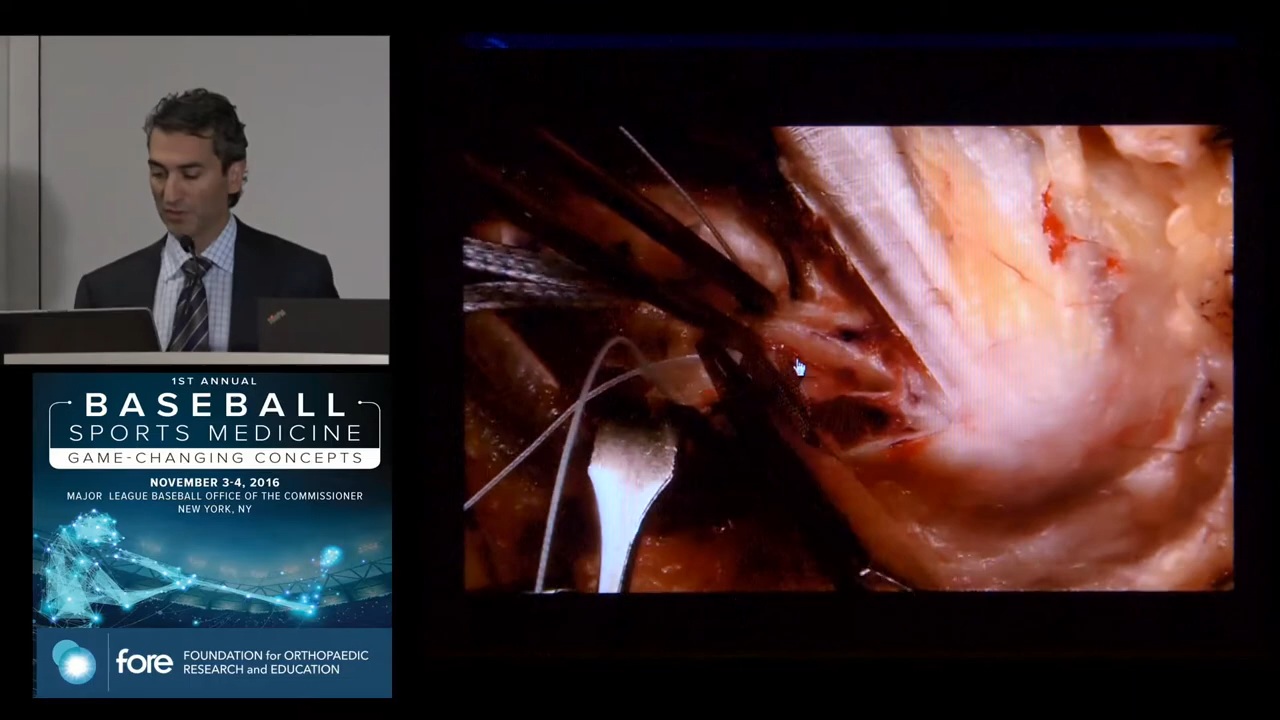 1ST ANNUAL
BASEBALL
SPORTS MEDICINE
GAME-CHANGING CONCEPTS
NOVEMBER 3-4, 2016
MAJOR LEAGUE BASEBALL OFFICE OF THE COMMISSIONER
NEW YORK, NY
fore
FOUNDATION for ORTHOPAEDIC
RESEARCH and EDUCATION